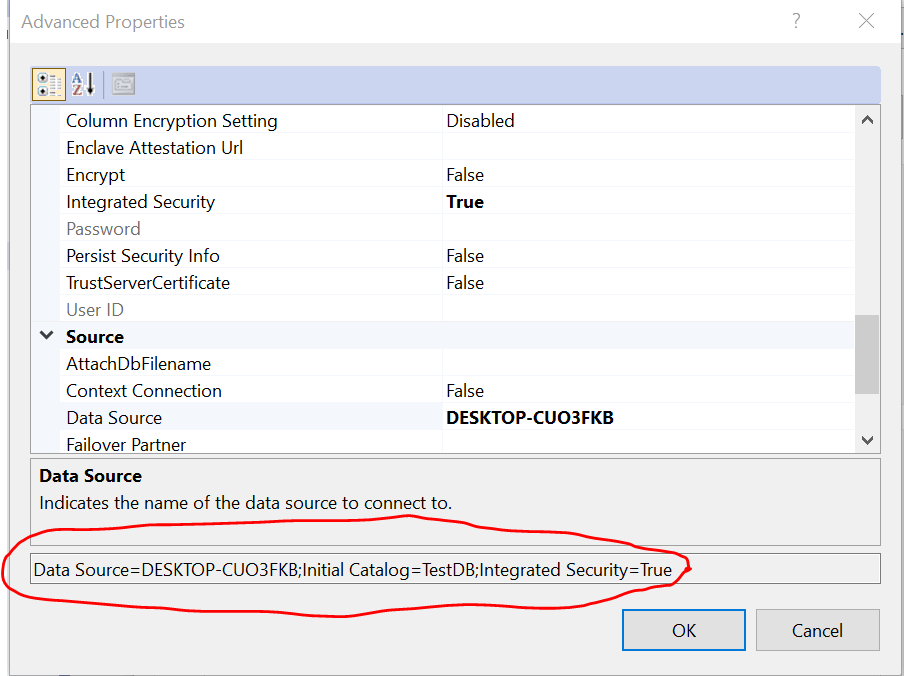 Advanced Properties ? ×
A Z
Column Encryption Setting Disabled
Enclave Attestation Url
Encrypt False
Integrated Security True
Password
Persist Security Info False
TrustServerCertificate False
User ID
Source
AttachDbFilename
Context Connection False
Data Source DESKTOP-CUO3FKB
Failover Partner
Data Source
Indicates the name of the data source to connect to.
Data Source=DESKTOP-CUO3FKB;Initial Catalog=TestDB;Integrated Security=True
OK Cancel